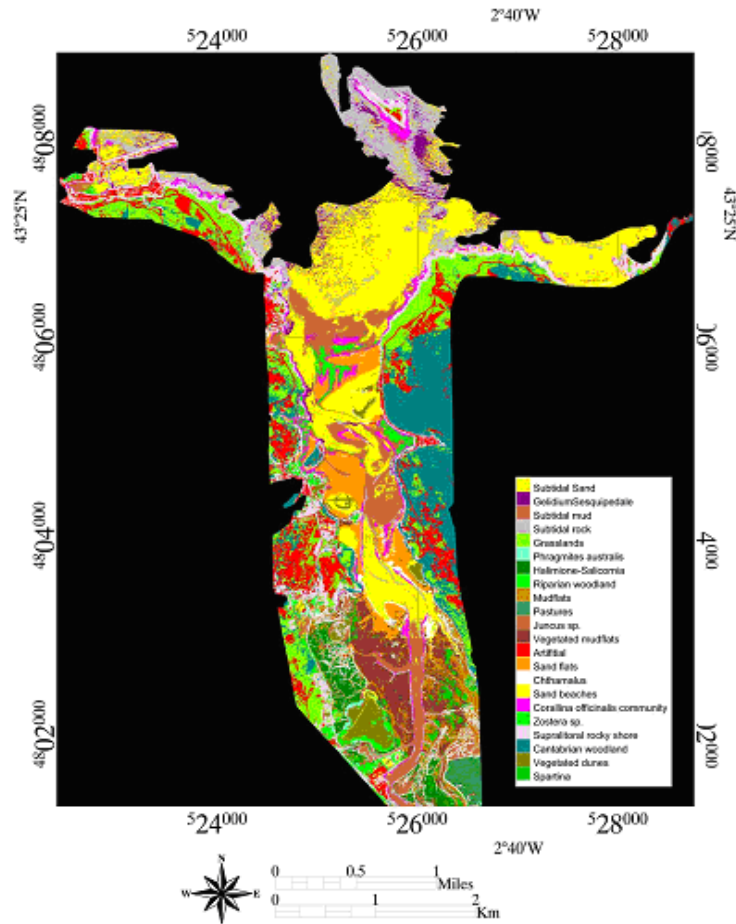 2°40'W
524000 526000 528000
4808000
8000
43°25'N
43°25'N
4806000
6000
Subtidal Sand
GelidiumSesquipedale
Subtidal mud
Subtidal rock
Grasslands
Phragmites australis
Halimione-Salicornia
Riparian woodland
Mudflats
Pastures
Juncus sp.
Vegetated mudflats
Artifitial
Sand flats
Chthamalus
Sand beaches
Corallina officinalis community
Zostera sp.
Supralitoral rocky shore
Cantabrian woodland
Vegetated dunes
Spartina
4804000
4000
4802000
2000
524000 526000 528000
2°40'W
N
W E
S
0 0.5 1
Miles
0 1 2
Km